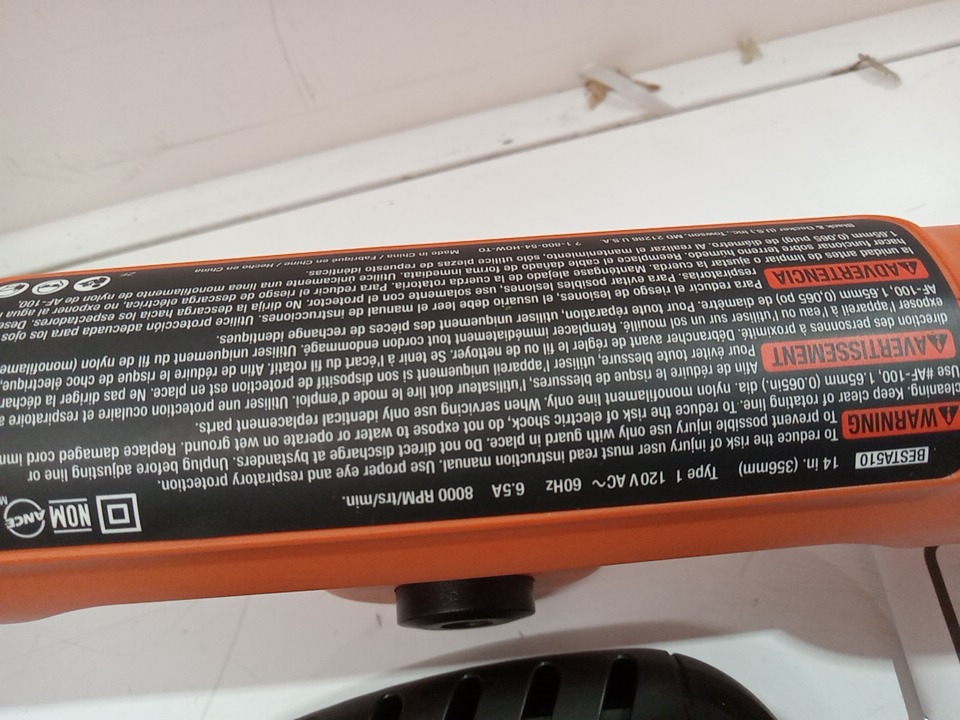 BESTA510 14 in. (356mm) Type 1 120V AC~ 60Hz 6.5A 8000 RPM/trs/min. NOM ANCE
WARNING To reduce the risk of injury user must read instruction manual. Use proper eye and respiratory protection.
To prevent possible injury use only with guard in place. Do not direct discharge at bystanders. Unplug before adjusting line or
cleaning. Keep clear of rotating line. To reduce the risk of electric shock, do not expose to water or operate on wet ground. Replace damaged cord imm
Use #AF-100, 1.65mm (0.065in) dia. nylon monofilament line only. When servicing use only identical replacement parts.
AVERTISSEMENT Afin de réduire le risque de blessures, l'utilisateur doit lire le mode d'emploi. Utiliser une protection oculaire et respiratoire a
Pour éviter toute blessure, utiliser l'appareil uniquement si son dispositif de protection est en place. Ne pas diriger la déchar
direction des personnes à proximité. Débrancher avant de régler le fil ou de nettoyer. Se tenir à l'écart du fil rotatif. Afin de réduire le risque de choc électrique,
exposer l'appareil à l'eau ou l'utiliser sur un sol mouillé. Remplacer immédiatement tout cordon endommagé. Utiliser uniquement du fil de nylon (monofilame
AF-100, 1,65mm (0,065 po) de diamètre. Pour toute réparation, utiliser uniquement des pièces de rechange identiques.
ADVERTENCIA Para reducir el riesgo de lesiones, el usuario debe leer el manual de instrucciones. Utilice protección adecuada para los ojos
respiratorias. Para evitar posibles lesiones, use solamente con el protector. No dirija la descarga hacia los espectadores. Desc
unidad antes de limpiar o ajustar la cuerda. Manténgase alejado de cuerda rotatoria. Para reducir el riesgo de descarga eléctrica, evite exponer al agua
hacer funcionar sobre terreno mojado. Reemplace cualquier cable dañado de forma inmediata. Utilice únicamente una línea monofilamento de nylon de AF-100,
1.65mm (0.065 pulg) de diametro. Al realizar el mantenimiento, sólo utilice piezas de repuesto idénticas.
Black & Decker (U.S.) Inc., Towson, MD 21286 U.S.A. 1-800-54-HOW-TO Made in China / Fabriqué en Chine / Hecho en China